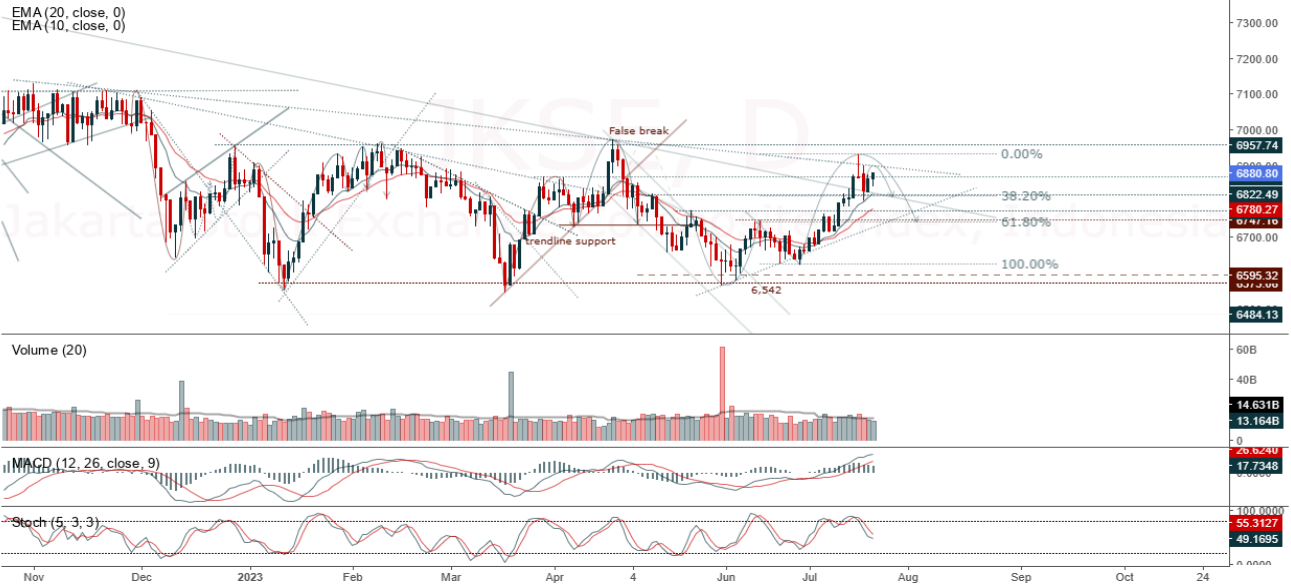 EMA (20, close, 0)
EMA (10, close, 0)
7300.00
7200.00
7100.00
7000.00
6957.74
6880.80
6822.49
6780.27
6700.00
6595.32
6484.13
False break
trendline support
6,542
0.00%
38.20%
61.80%
100.00%
Volume (20)
60B
40B
14.631B
13.164B
0
MACD (12, 26, close, 9)
26.6240
17.7348
Stoch (5, 3, 3)
100.0000
55.3127
49.1695
0.0000
Nov
Dec
2023
Feb
Mar
Apr
4
Jun
Jul
Aug
Sep
Oct
24